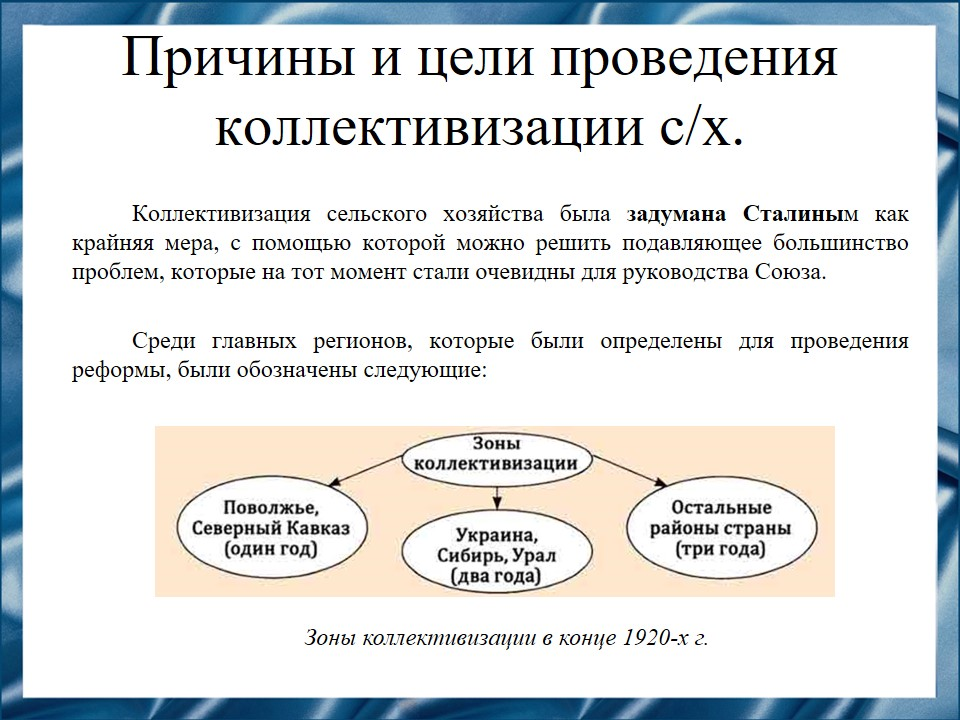 Причины и цели проведения
коллективизации с/х.
Коллективизация сельского хозяйства была задумана Сталиным как
крайняя мера, с помощью которой можно решить подавляющее большинство
проблем, которые на тот момент стали очевидны для руководства Союза.
Среди главных регионов, которые были определены для проведения
реформы, были обозначены следующие:
Зоны
коллективизации
Поволжье,
Северный Кавказ
(один год)
Украина,
Сибирь, Урал
(два года)
Остальные
районы страны
(три года)
Зоны коллективизации в конце 1920-х г.